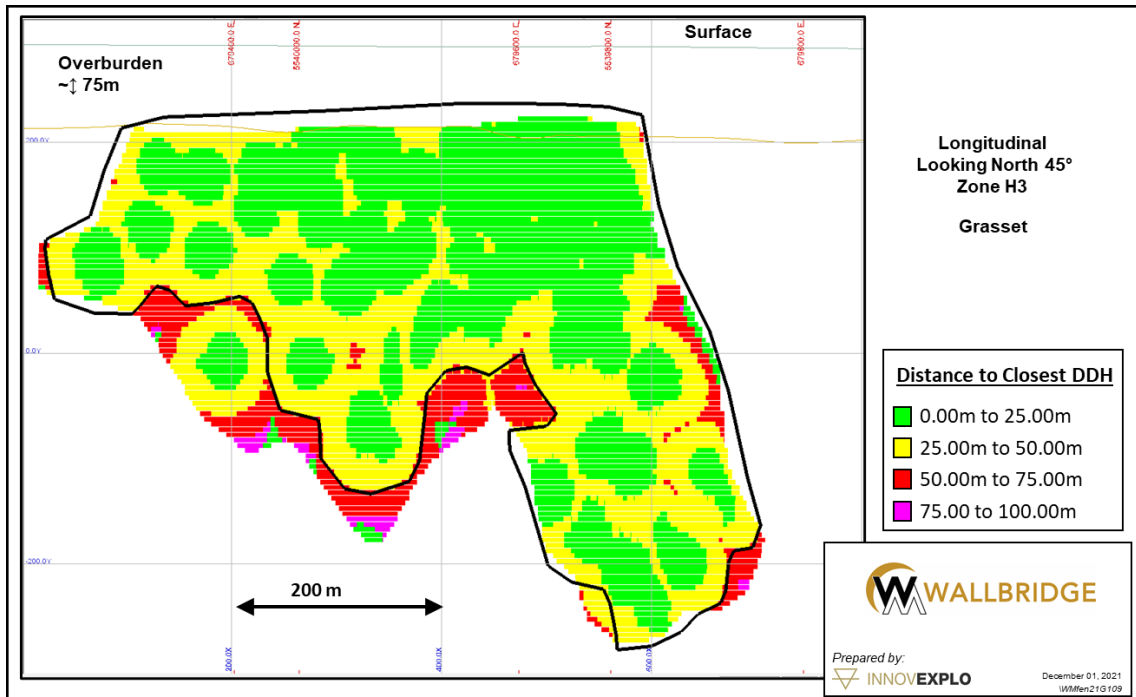 Surface
Overburden
~↕ 75m
679400.0 E
5540000.0 N
679600.0 E
5539800.0 N
679800.0 E
200.0Y
0.0Y
-200.0Y
200 m
200.0X
400.0X
600.0X
Longitudinal
Looking North 45°
Zone H3
Grasset
Distance to Closest DDH
0.00m to 25.00m
25.00m to 50.00m
50.00m to 75.00m
75.00 to 100.00m
WALLBRIDGE
Prepared by:
INNOVEXPLO
December 01, 2021
\WMfen21G109